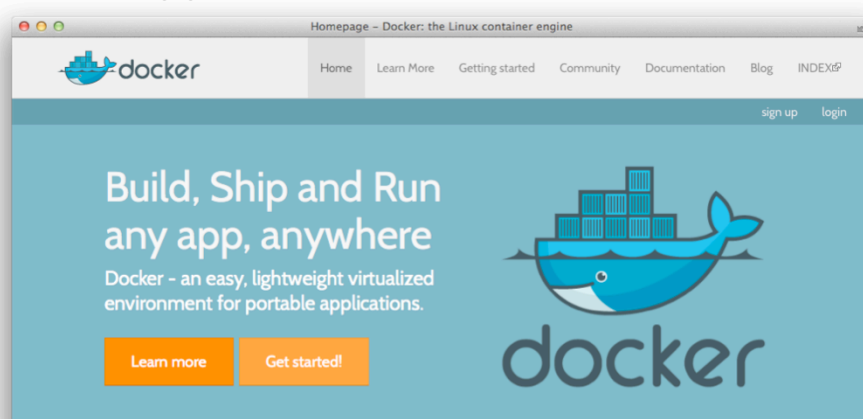 Homepage – Docker: the Linux container engine
docker
Home Learn More Getting started Community Documentation Blog INDEX
sign up login
Build, Ship and Run
any app, anywhere
Docker - an easy, lightweight virtualized
environment for portable applications.
Learn more Get started!
docker